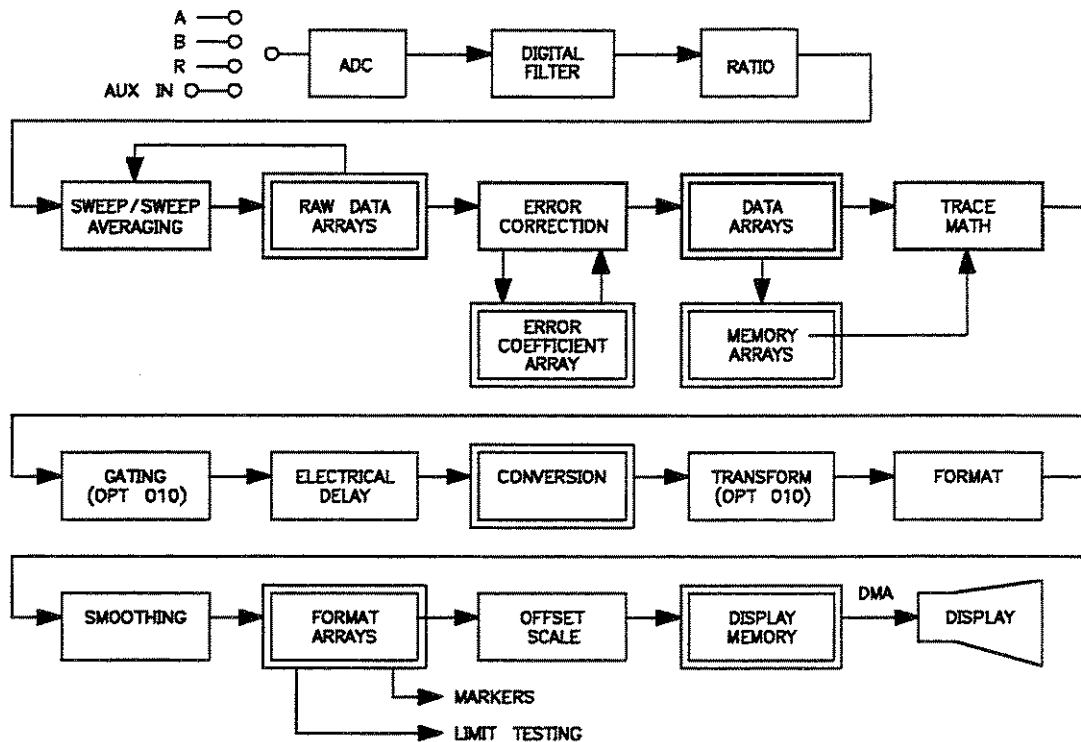 A
B
R
AUX IN
ADC
DIGITAL
FILTER
RATIO
SWEEP/SWEEP
AVERAGING
RAW DATA
ARRAYS
ERROR
CORRECTION
DATA
ARRAYS
TRACE
MATH
ERROR
COEFFICIENT
ARRAY
MEMORY
ARRAYS
GATING
(OPT 010)
ELECTRICAL
DELAY
CONVERSION
TRANSFORM
(OPT 010)
FORMAT
SMOOTHING
FORMAT
ARRAYS
OFFSET
SCALE
DISPLAY
MEMORY
DMA
DISPLAY
MARKERS
LIMIT TESTING